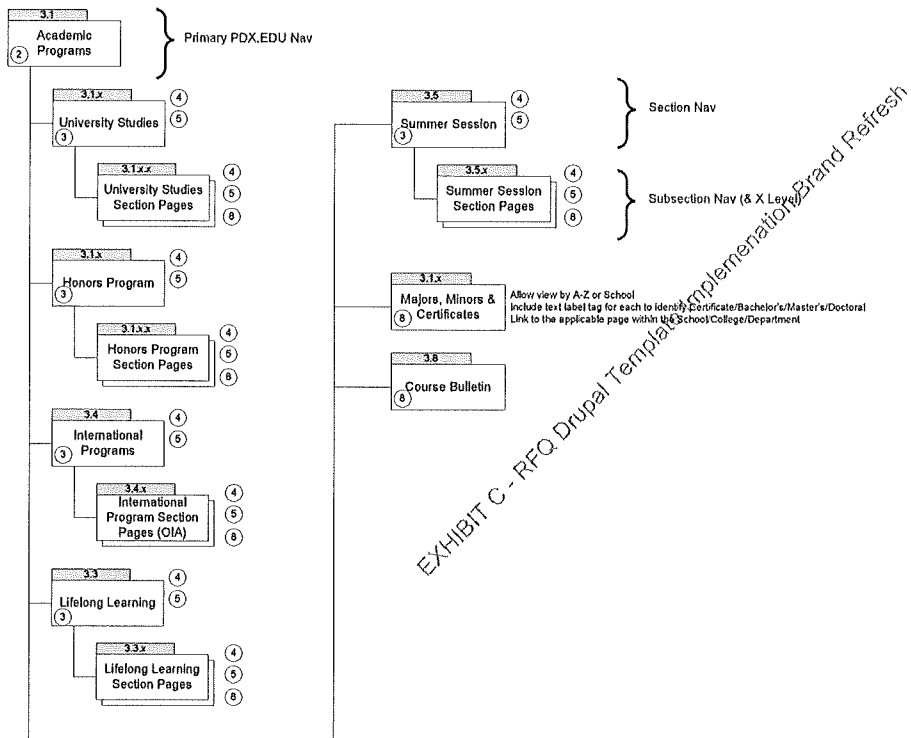 3.1
Academic
Programs
2
Primary PDX.EDU Nav
3.1.x
University Studies
3
4
5
3.1.x.x
University Studies
Section Pages
4
5
8
3.1.x
Honors Program
3
4
5
3.1.x.x
Honors Program
Section Pages
4
5
8
3.4
International
Programs
3
4
5
3.4.x
International
Program Section
Pages (OIA)
4
5
8
3.3
Lifelong Learning
3
4
5
3.3.x
Lifelong Learning
Section Pages
4
5
8
3.5
Summer Session
3
4
5
Section Nav
3.5.x
Summer Session
Section Pages
4
5
8
Subsection Nav (& X Level)
3.1.x
Majors, Minors &
Certificates
8
Allow view by A-Z or School
Include text label tag for each to identify Certificate/Bachelor's/Master's/Doctoral
Link to the applicable page within the School/College/Department
3.8
Course Bulletin
8
EXHIBIT C - RFQ Drupal Template Implemenation Brand Refresh